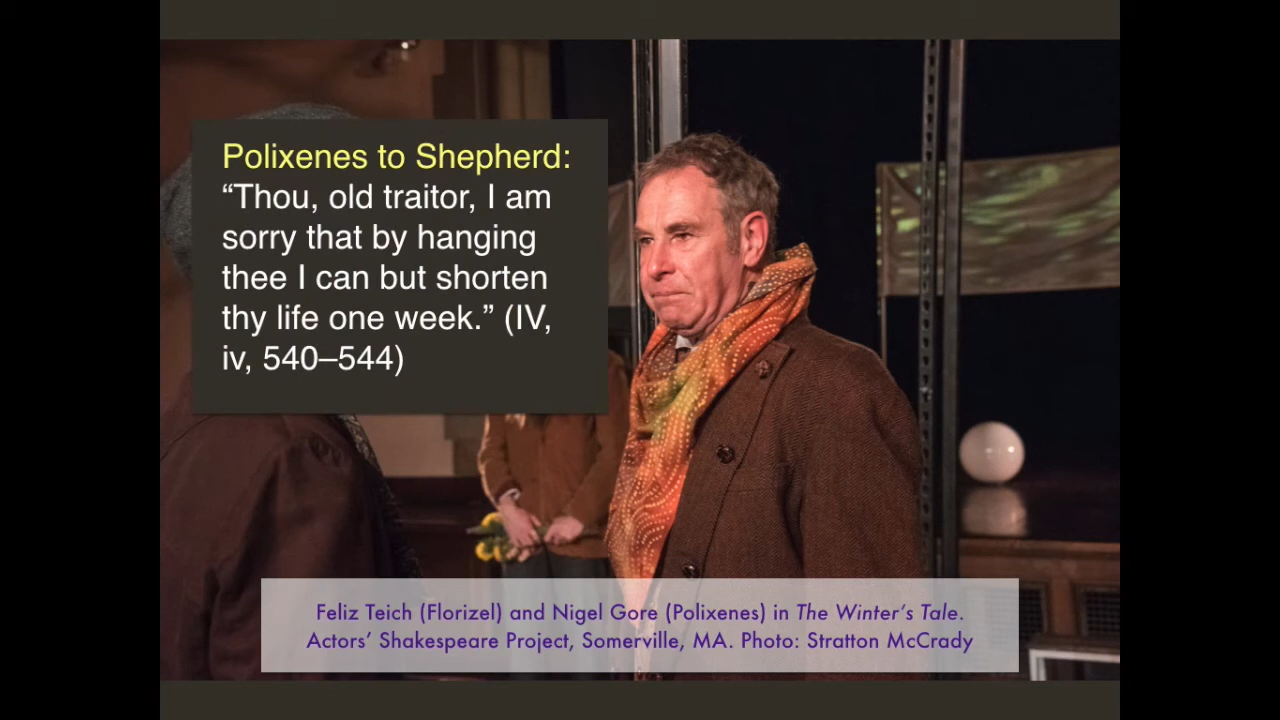 Polixenes to Shepherd:
“Thou, old traitor, I am
sorry that by hanging
thee I can but shorten
thy life one week.” (IV,
iv, 540–544)
Feliz Teich (Florizel) and Nigel Gore (Polixenes) in The Winter’s Tale.
Actors’ Shakespeare Project, Somerville, MA. Photo: Stratton McCrady